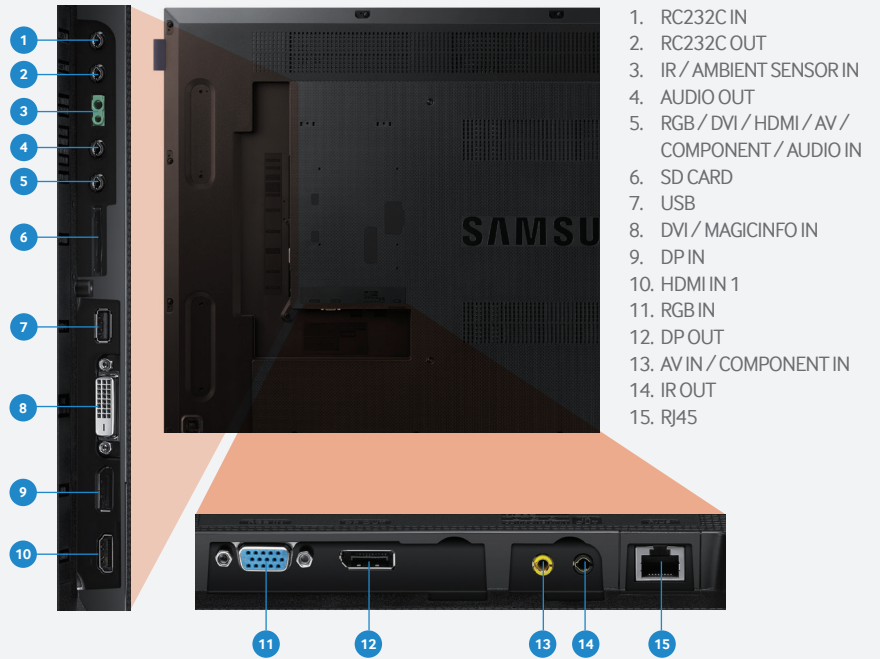 1
2
3
4
5
6
7
8
9
10
SAMSU
11
12
13
14
15
1. RC232C IN
2. RC232C OUT
3. IR / AMBIENT SENSOR IN
4. AUDIO OUT
5. RGB / DVI / HDMI / AV /
COMPONENT / AUDIO IN
6. SD CARD
7. USB
8. DVI / MAGICINFO IN
9. DP IN
10. HDMI IN 1
11. RGB IN
12. DP OUT
13. AV IN / COMPONENT IN
14. IR OUT
15. RJ45